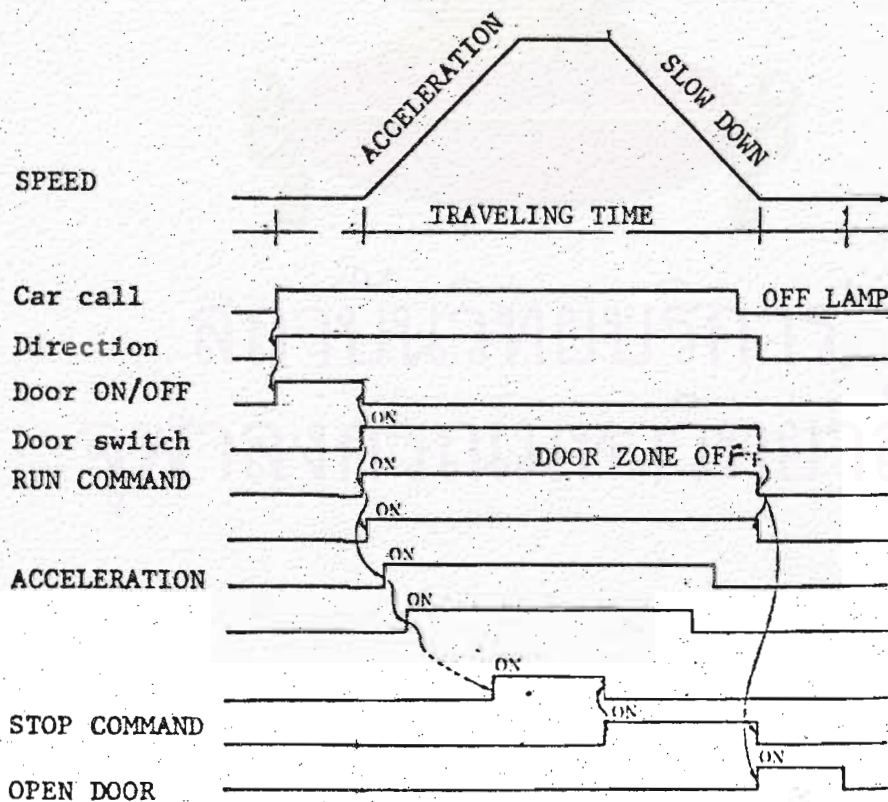 ACCELERATION
SLOW DOWN
SPEED
TRAVELING TIME
Car call
OFF LAMP
Direction
Door ON/OFF
ON
Door switch
DOOR ZONE OFF
ON
RUN COMMAND
ON
ON
ACCELERATION
ON
ON
ON
STOP COMMAND
ON
OPEN DOOR